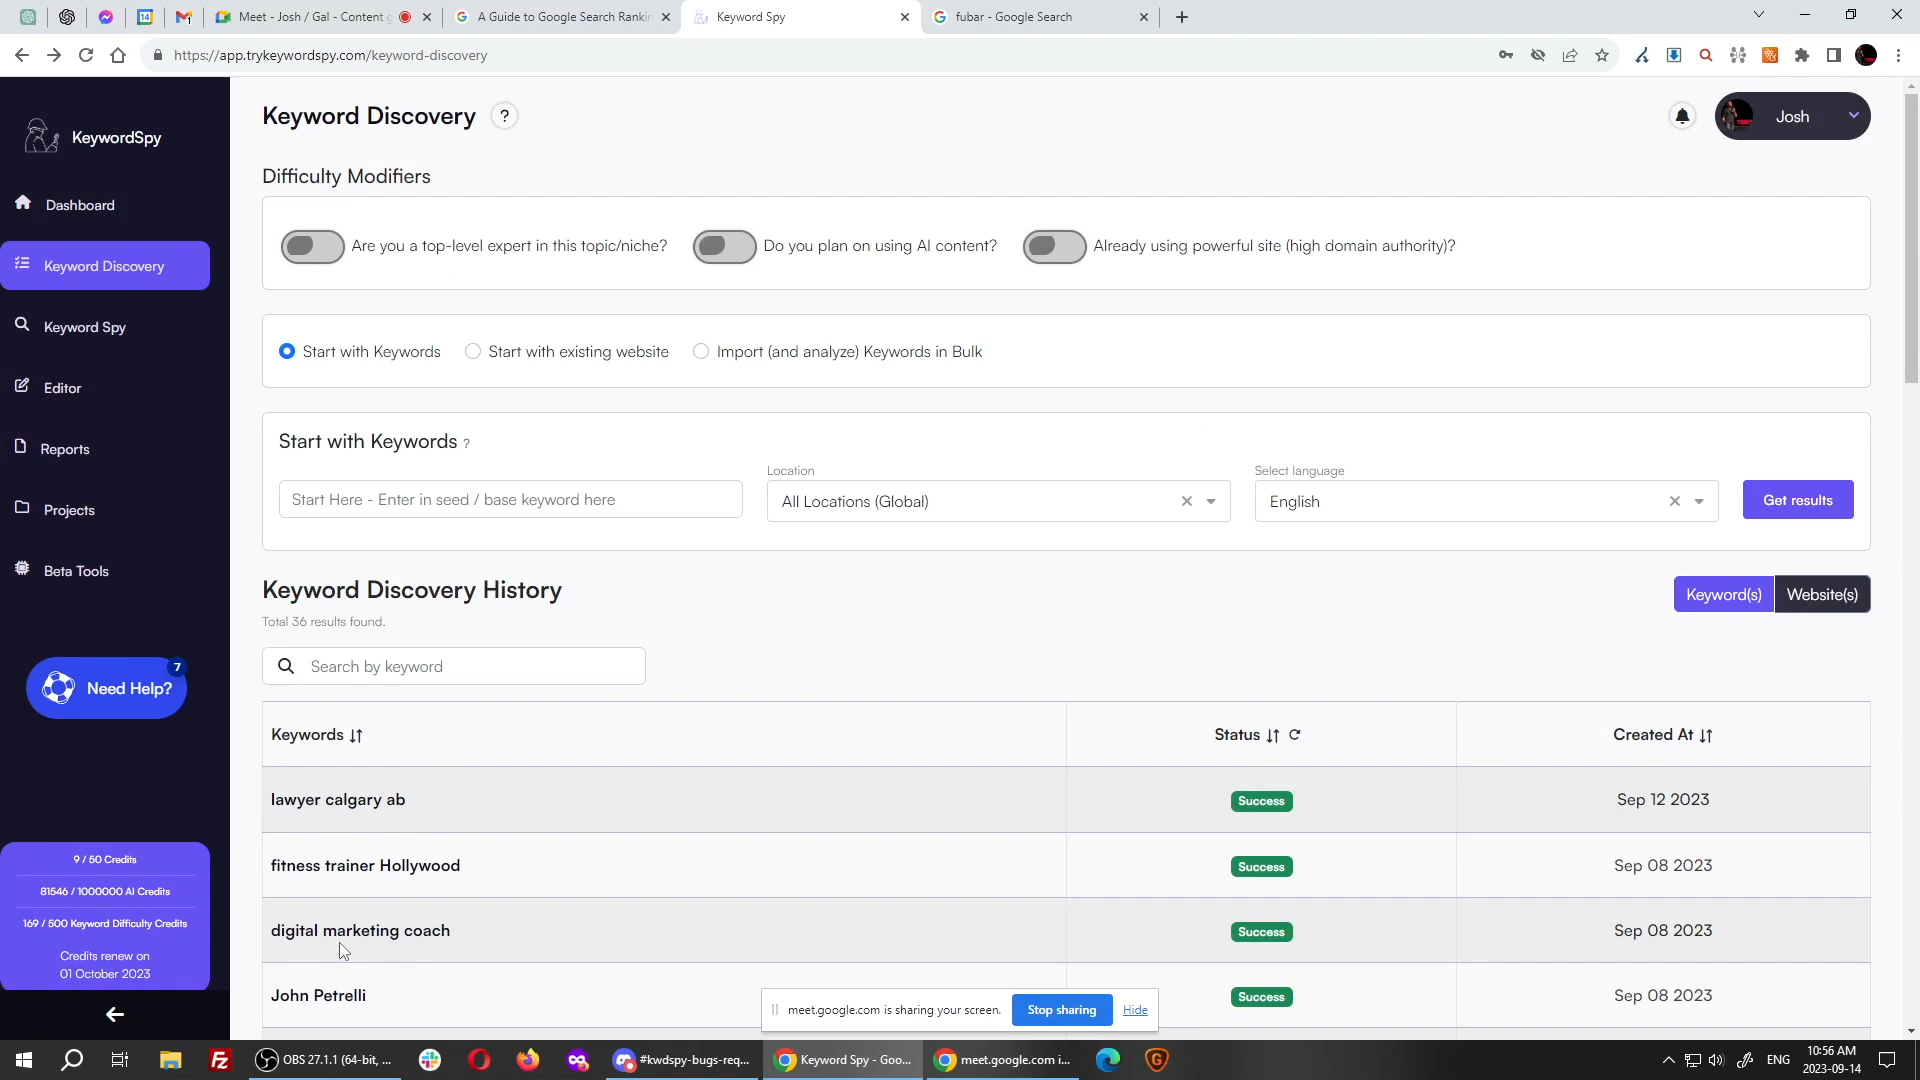 Meet - Josh / Gal - Content
A Guide to Google Search Rankin
Keyword Spy
fubar - Google Search
https://app.trykeywordspy.com/keyword-discovery
KeywordSpy
Dashboard
Keyword Discovery
Keyword Spy
Editor
Reports
Projects
Beta Tools
7
Need Help?
9 / 50 Credits
81546 / 1000000 AI Credits
169 / 500 Keyword Difficulty Credits
Credits renew on
01 October 2023
Keyword Discovery ?
Josh
Difficulty Modifiers
Are you a top-level expert in this topic/niche?
Do you plan on using AI content?
Already using powerful site (high domain authority)?
Start with Keywords
Start with existing website
Import (and analyze) Keywords in Bulk
Start with Keywords ?
Location
Select language
Start Here - Enter in seed / base keyword here
All Locations (Global)
English
Get results
Keyword Discovery History
Keyword(s)
Website(s)
Total 36 results found.
Search by keyword
Keywords
Status
Created At
lawyer calgary ab
Success
Sep 12 2023
fitness trainer Hollywood
Success
Sep 08 2023
digital marketing coach
Success
Sep 08 2023
John Petrelli
Success
Sep 08 2023
meet.google.com is sharing your screen.
Stop sharing
Hide
OBS 27.1.1 (64-bit, ...
#kwdspy-bugs-req...
Keyword Spy - Goo...
meet.google.com i...
ENG
10:56 AM
2023-09-14